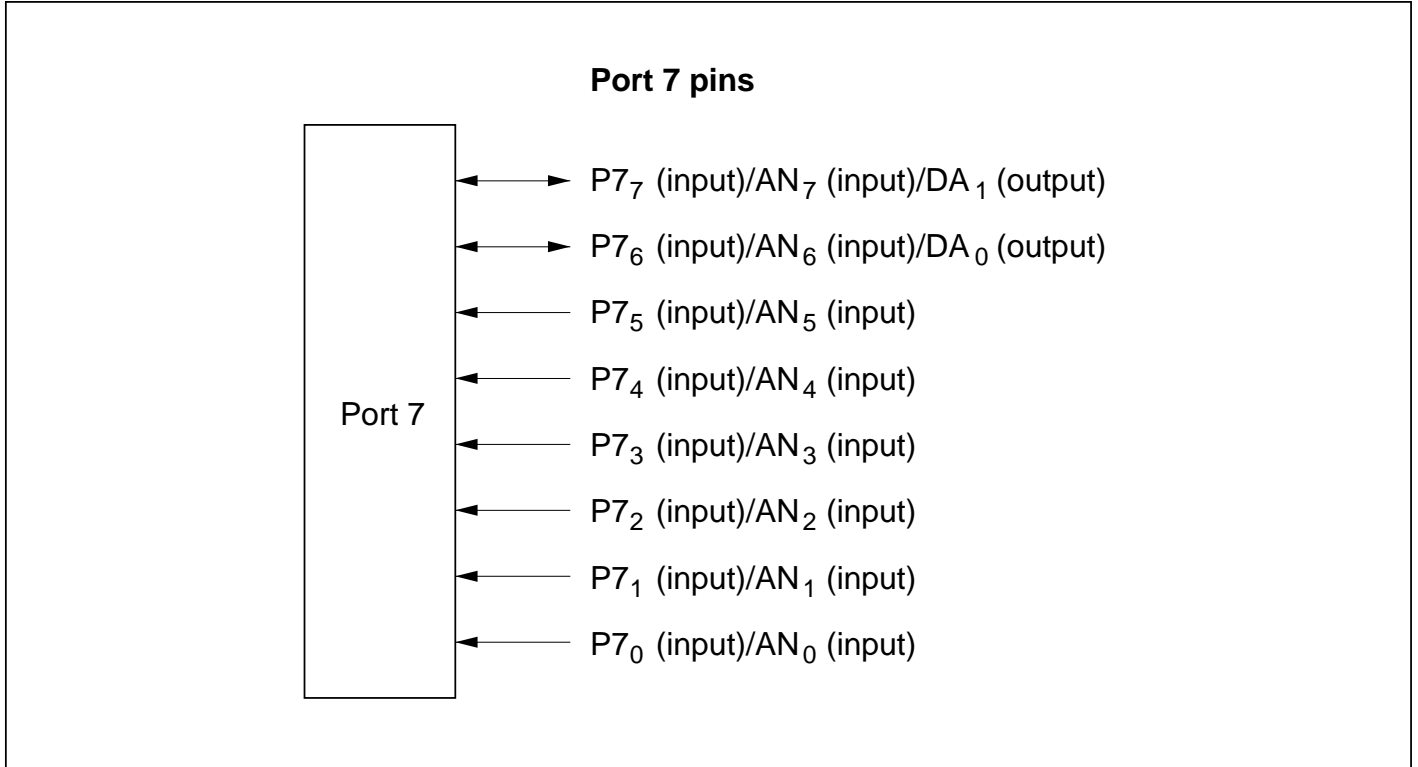 Port 7 pins
P7₇ (input)/AN₇ (input)/DA₁ (output)
P7₆ (input)/AN₆ (input)/DA₀ (output)
P7₅ (input)/AN₅ (input)
P7₄ (input)/AN₄ (input)
Port 7
P7₃ (input)/AN₃ (input)
P7₂ (input)/AN₂ (input)
P7₁ (input)/AN₁ (input)
P7₀ (input)/AN₀ (input)